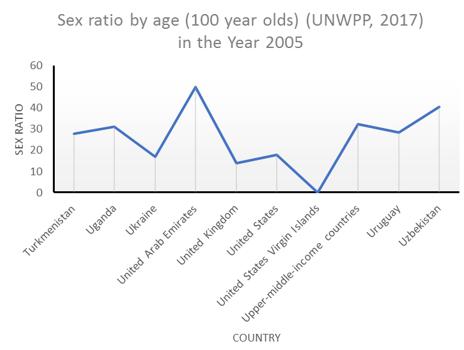 Sex ratio by age (100 year olds) (UNWPP, 2017)
in the Year 2005
60
50
40
30
20
10
0
SEX RATIO
Turkmenistan
Uganda
Ukraine
United Arab Emirates
United Kingdom
United States
United States Virgin Islands
Upper-middle-income countries
Uruguay
Uzbekistan
COUNTRY